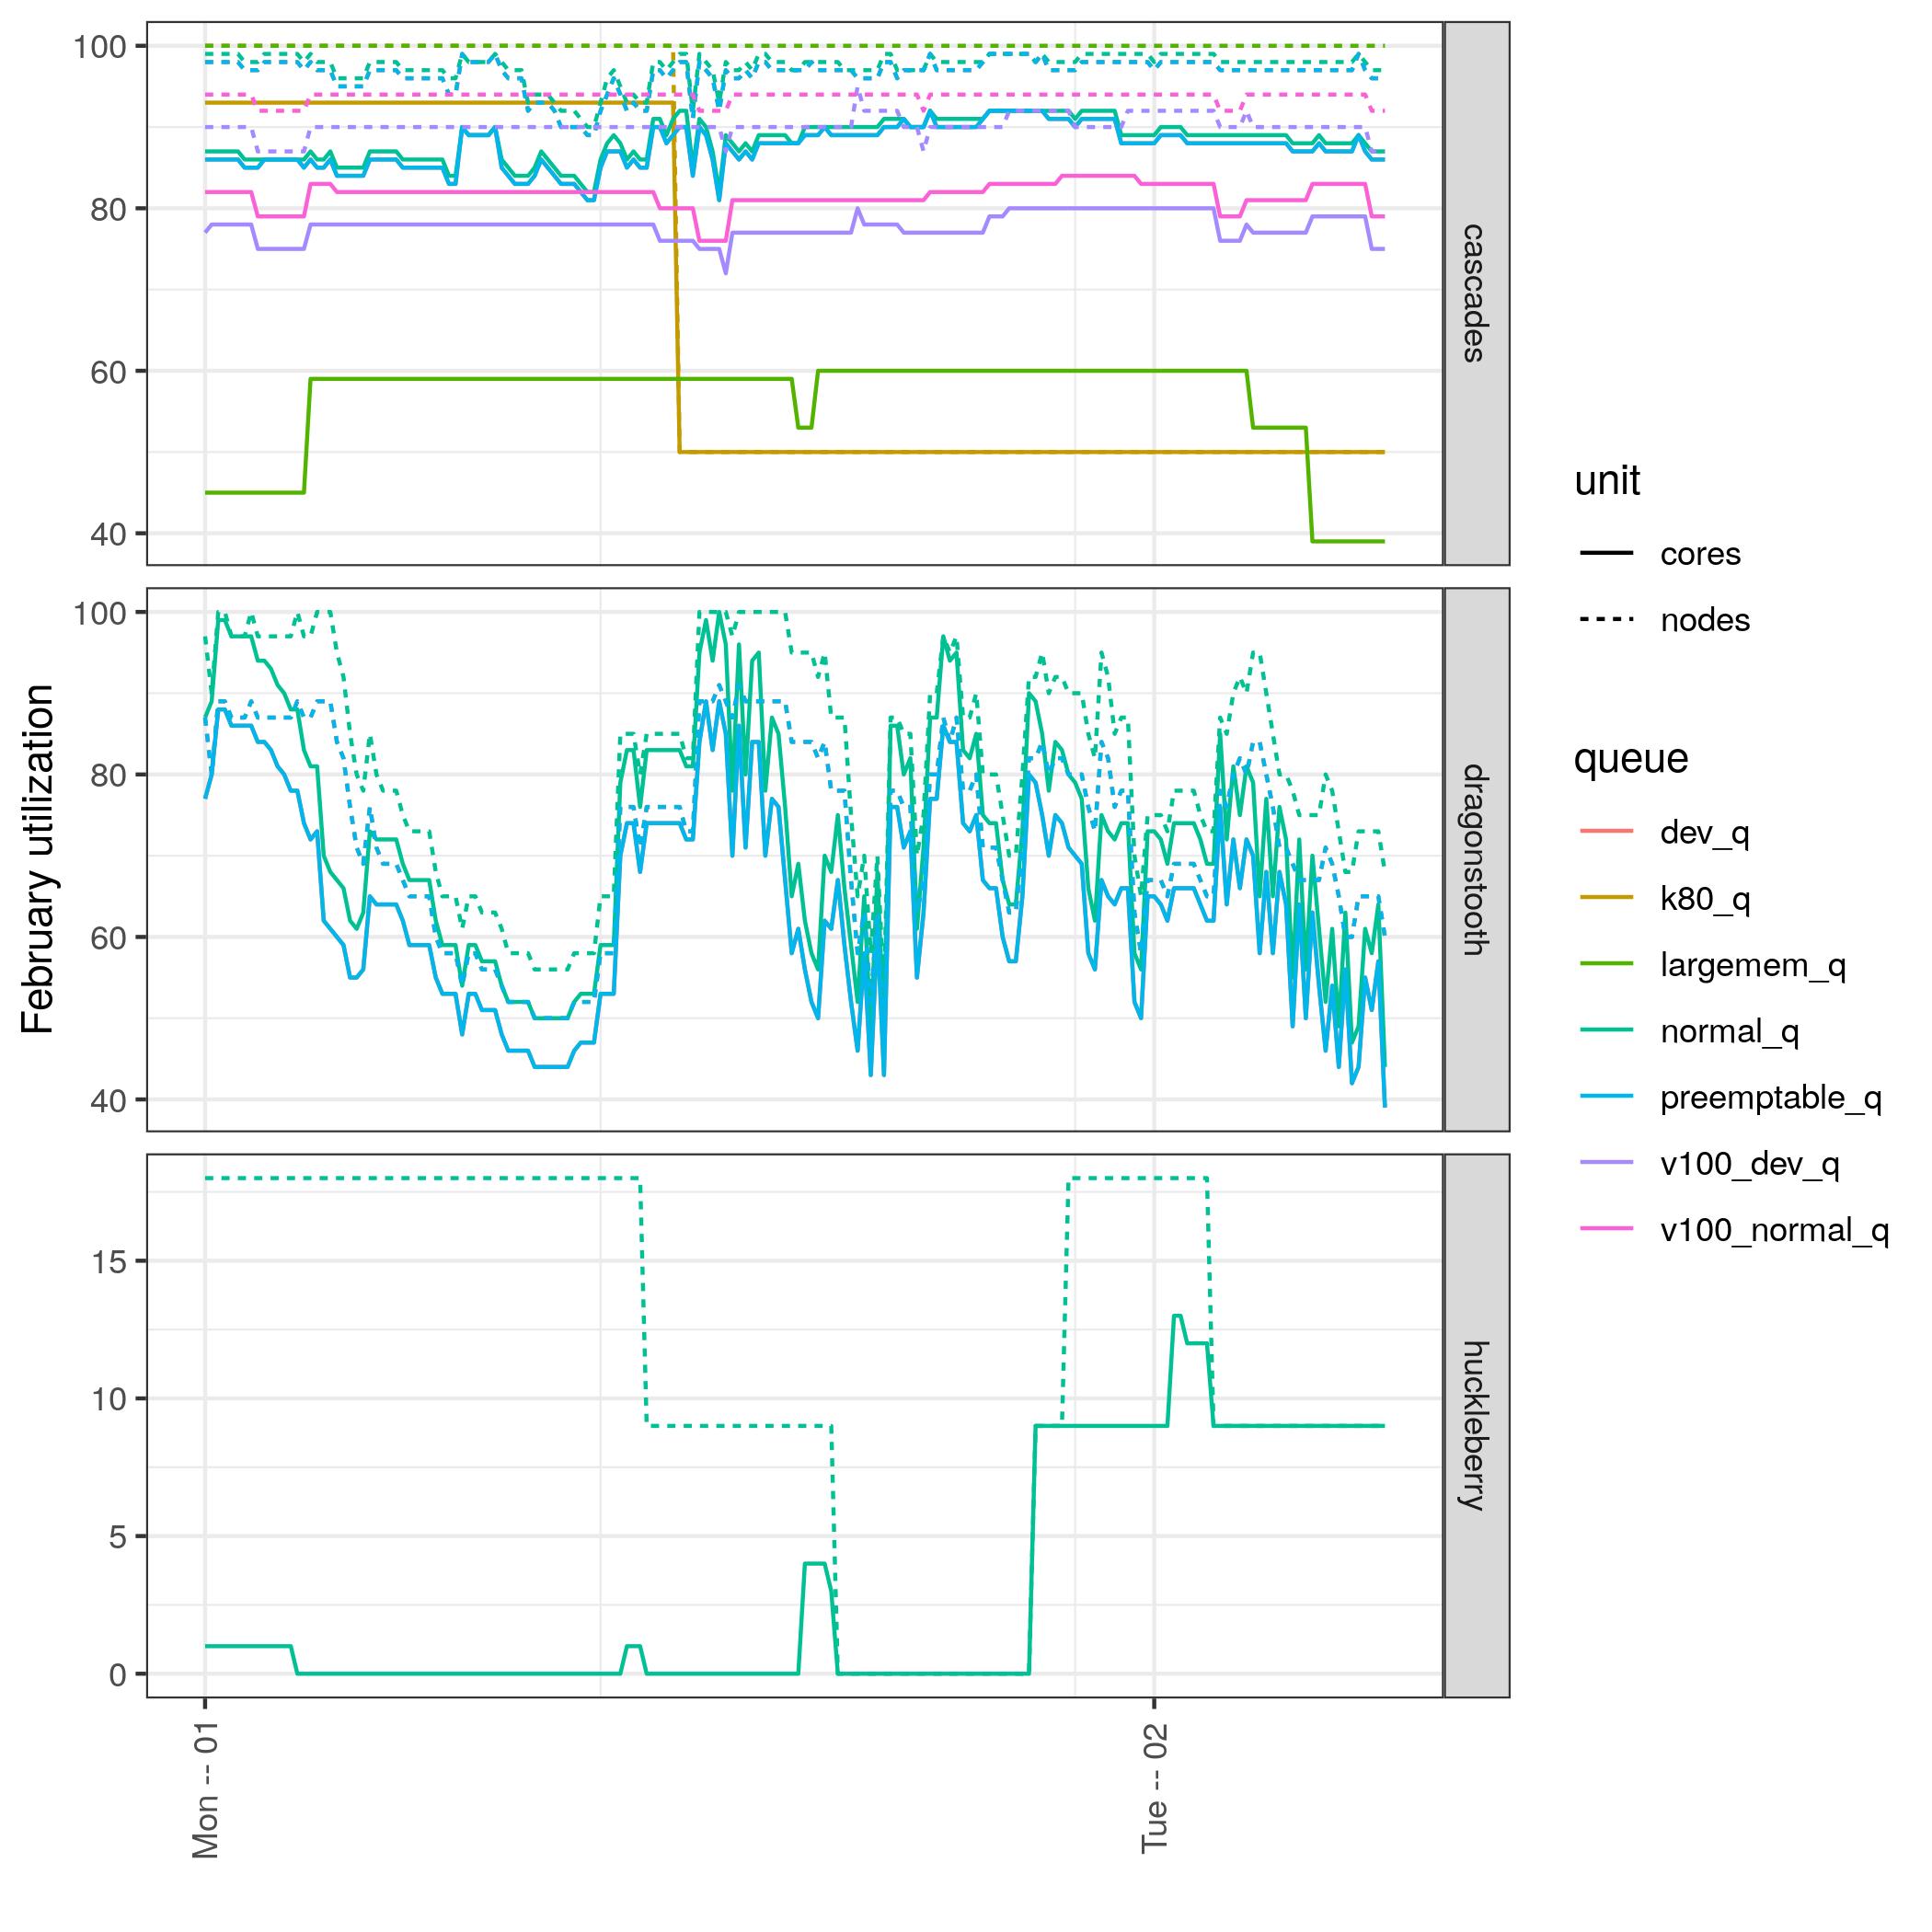 February utilization
100
80
60
40
cascades
100
80
60
40
dragonstooth
15
10
5
0
huckleberry
Mon -- 01
Tue -- 02
unit
cores
nodes
queue
dev_q
k80_q
largemem_q
normal_q
preemptable_q
v100_dev_q
v100_normal_q